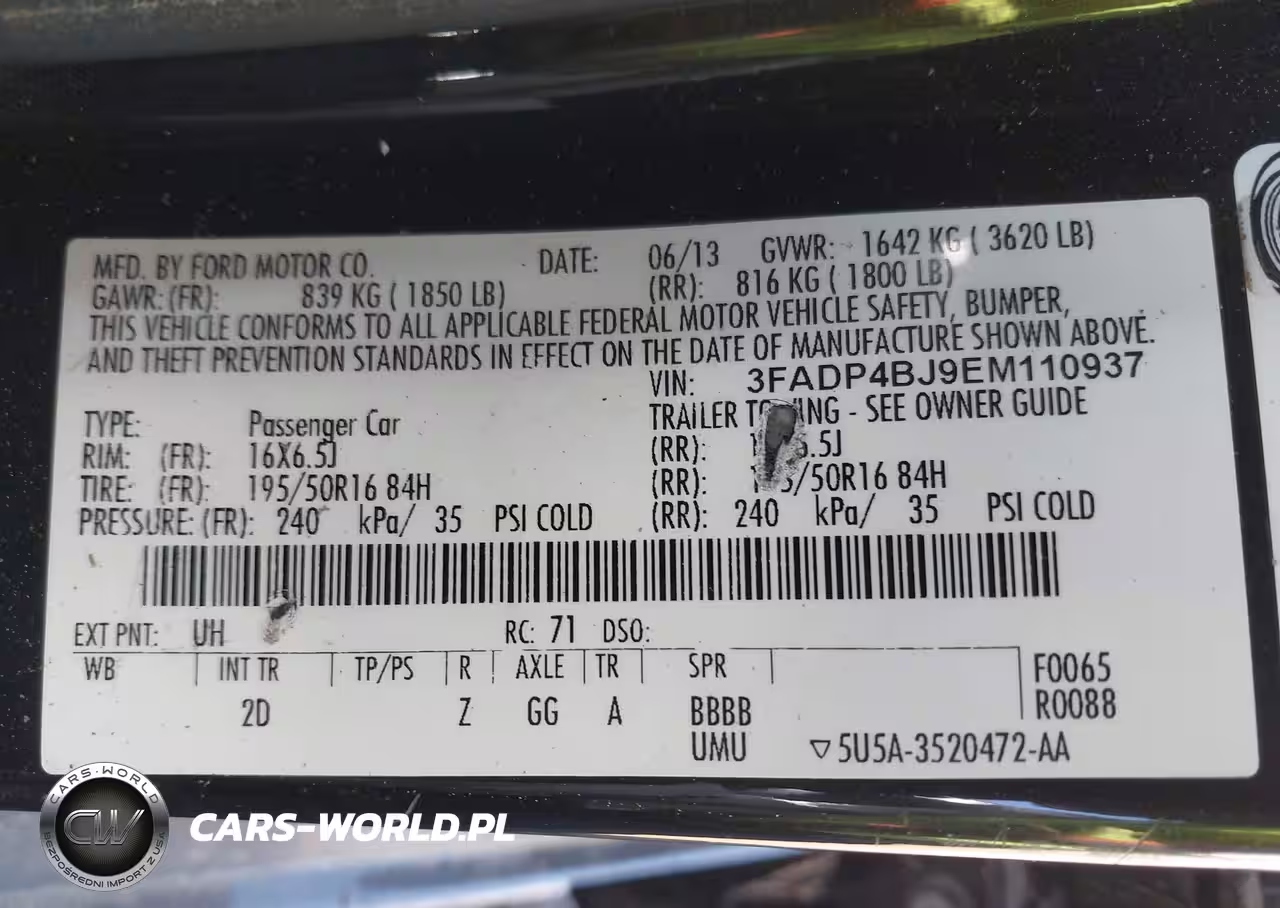 MFD. BY FORD MOTOR CO. DATE: 06/13 GVWR: 1642 KG ( 3620 LB)
GAWR: (FR): 839 KG ( 1850 LB) (RR): 816 KG ( 1800 LB)
THIS VEHICLE CONFORMS TO ALL APPLICABLE FEDERAL MOTOR VEHICLE SAFETY, BUMPER,
AND THEFT PREVENTION STANDARDS IN EFFECT ON THE DATE OF MANUFACTURE SHOWN ABOVE.
VIN: 3FADP4BJ9EM110937
TYPE: Passenger Car TRAILER TOWING - SEE OWNER GUIDE
RIM: (FR): 16X6.5J (RR): 6.5J
TIRE: (FR): 195/50R16 84H (RR): /50R16 84H
PRESSURE: (FR): 240 kPa/ 35 PSI COLD (RR): 240 kPa/ 35 PSI COLD
EXT PNT: UH RC: 71 DSO:
WB INT TR TP/PS R AXLE TR SPR F0065
2D Z GG A BBBB R0088
UMU ▽5U5A-3520472-AA
CARS-WORLD
CW
BEZPOŚREDNI IMPORT Z USA
CARS-WORLD.PL